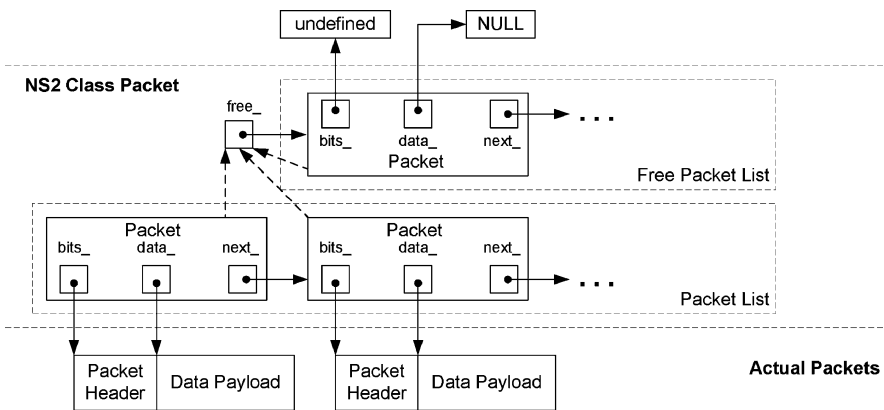 undefined
NULL
NS2 Class Packet
free_
bits_
data_
next_
. . .
Packet
Free Packet List
Packet
bits_
data_
next_
Packet
bits_
data_
next_
. . .
Packet List
Packet
Header
Data Payload
Packet
Header
Data Payload
Actual Packets